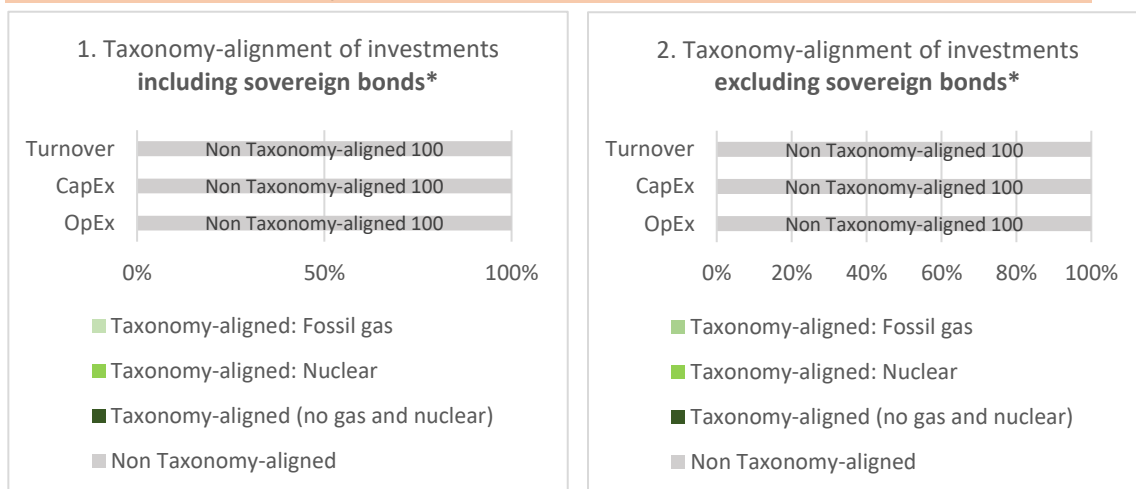 1. Taxonomy-alignment of investments
including sovereign bonds*
Turnover
Non Taxonomy-aligned 100
CapEx
Non Taxonomy-aligned 100
OpEx
Non Taxonomy-aligned 100
0% 50% 100%
Taxonomy-aligned: Fossil gas
Taxonomy-aligned: Nuclear
Taxonomy-aligned (no gas and nuclear)
Non Taxonomy-aligned
2. Taxonomy-alignment of investments
excluding sovereign bonds*
Turnover
Non Taxonomy-aligned 100
CapEx
Non Taxonomy-aligned 100
OpEx
Non Taxonomy-aligned 100
0% 20% 40% 60% 80% 100%
Taxonomy-aligned: Fossil gas
Taxonomy-aligned: Nuclear
Taxonomy-aligned (no gas and nuclear)
Non Taxonomy-aligned